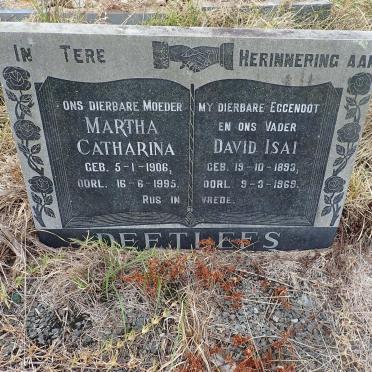 IN TERE HERINNERING AAN
ONS DIERBARE MOEDER
MARTHA
CATHARINA
GEB. 5-1-1906
OORL. 16-6-1995.
MY DIERBARE EGGENOOT
EN ONS VADER
DAVID ISAI
GEB. 19-10-1893,
OORL. 9-3-1969.
RUS IN VREDE.
DEETLEFS